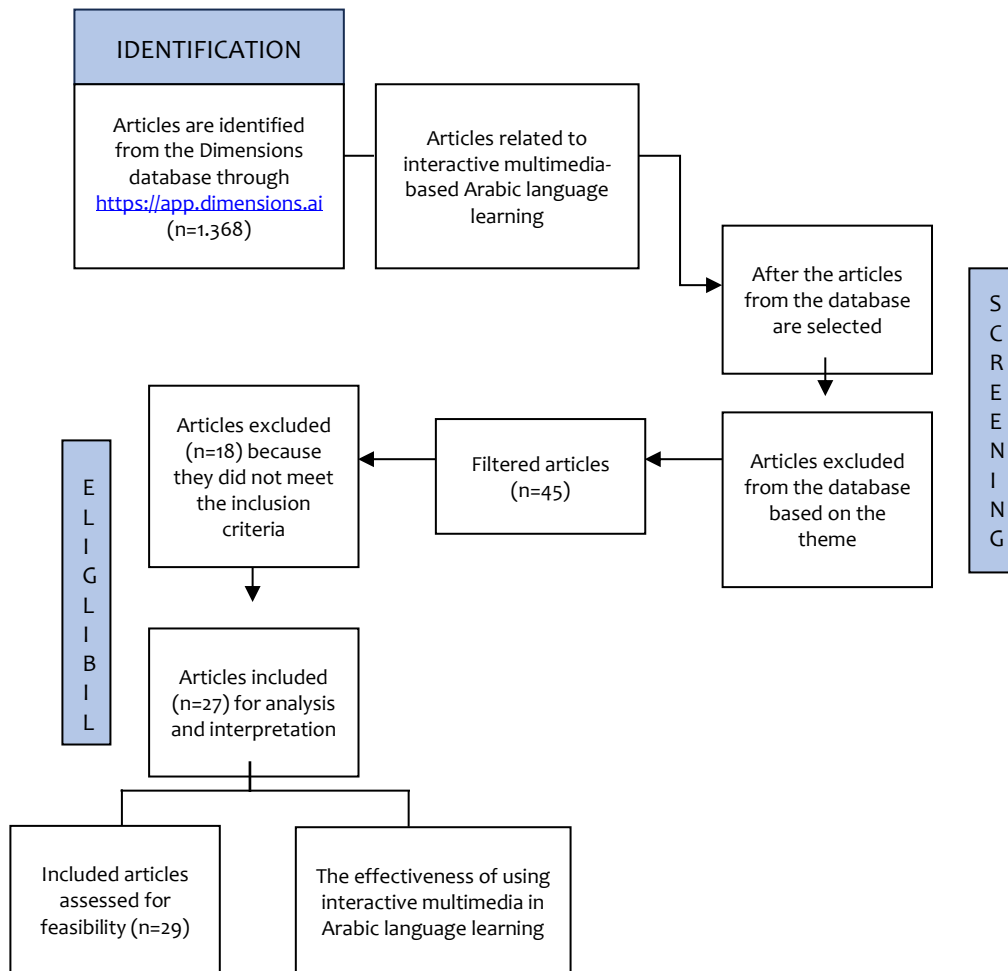 IDENTIFICATION
Articles are identified
from the Dimensions
database through
https://app.dimensions.ai
(n=1.368)
Articles related to
interactive multimedia-
based Arabic language
learning
After the articles
from the database
are selected
S
C
R
E
E
N
I
N
G
Articles excluded
from the database
based on the
theme
Filtered articles
(n=45)
Articles excluded
(n=18) because
they did not meet
the inclusion
criteria
E
L
I
G
L
I
B
I
L
Articles included
(n=27) for analysis
and interpretation
Included articles
assessed for
feasibility (n=29)
The effectiveness of using
interactive multimedia in
Arabic language learning